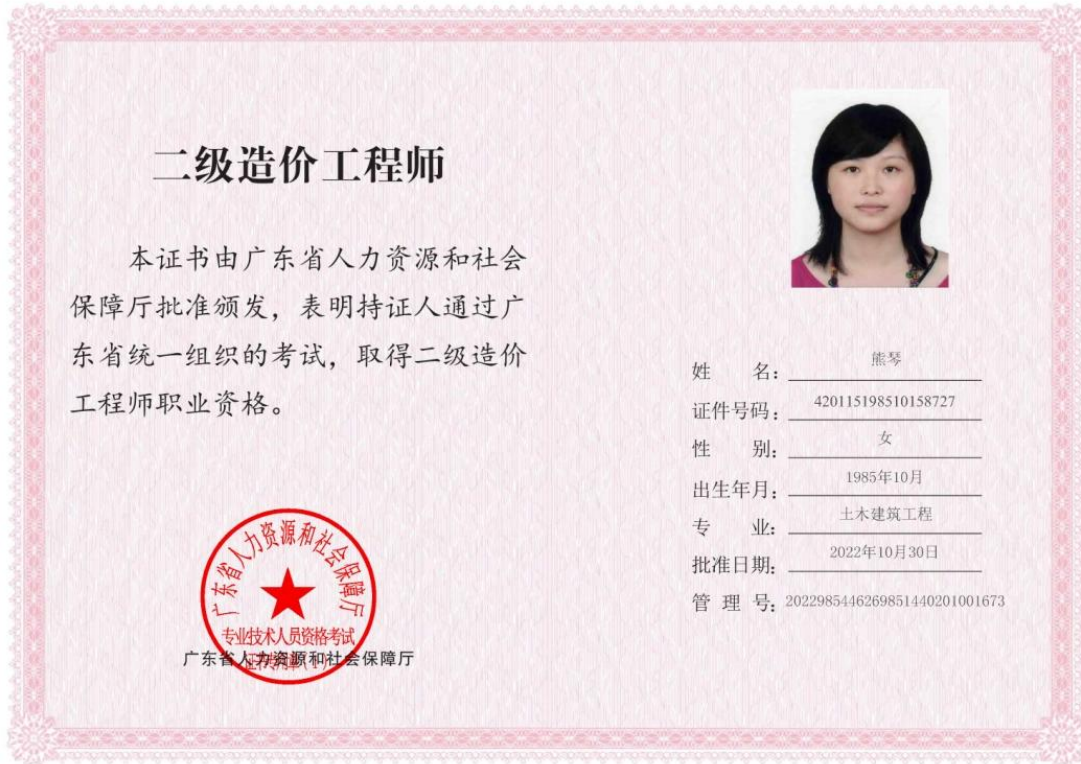 二级造价工程师
本证书由广东省人力资源和社会
保障厅批准颁发，表明持证人通过广
东省统一组织的考试，取得二级造价
工程师职业资格。
广东省人力资源和社会保障厅
专业技术人员资格考试
广东省人力资源和社会保障厅
姓 名：熊琴
证件号码：420115198510158727
性 别：女
出生年月：1985年10月
专 业：土木建筑工程
批准日期：2022年10月30日
管 理 号：2022985446269851440201001673